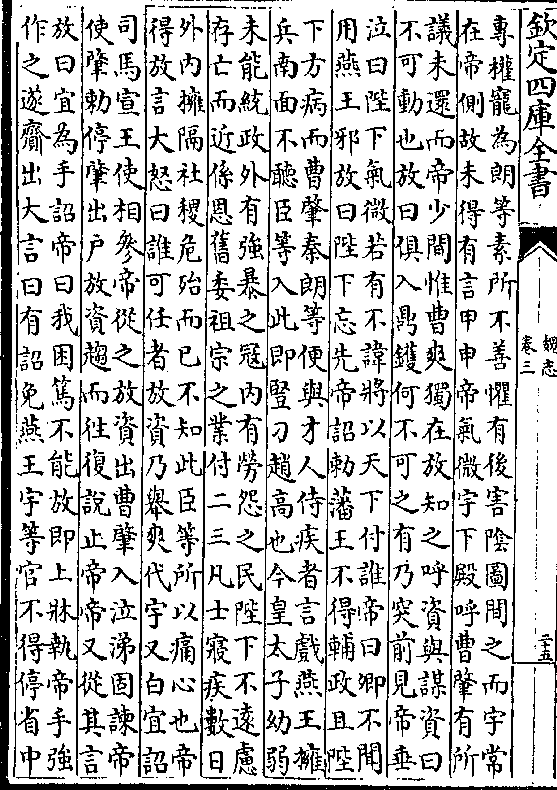 欽定四庫全書
魏志
卷三
二十五
專權寵為朗等素所不善懼有後害陰圖間之而宇常
在帝側故未得有言甲申帝氣微宇下殿呼曹肇有所
議未還而帝少間惟曹爽獨在放知之呼資與謀資曰
不可動也放曰俱入鼎鑊何不可之有乃突前見帝垂
泣曰陛下氣微若有不諱將以天下付誰帝曰卿不聞
用燕王邪放曰陛下忘先帝詔勅藩王不得輔政且陛
下方病而曹肇秦朗等便與才人侍疾者言戲燕王擁
兵南面不聽臣等入此即豎刁趙高也今皇太子幼弱
未能統政外有強暴之冦内有勞怨之民陛下不遠慮
存亡而近係恩舊委祖宗之業付二三凡士寢疾數日
外内擁隔社稷危殆而已不知此臣等所以痛心也帝
得放言大怒曰誰可任者放資乃舉爽代宇又白宜詔
司馬宣王使相參帝從之放資出曹肇入泣涕固諫帝
使肇勅停肇出户放資趨而往復說止帝帝又從其言
放曰宜為手詔帝曰我困篤不能放即上牀執帝手強
作之遂齎出大言曰有詔免燕王宇等官不得停省中